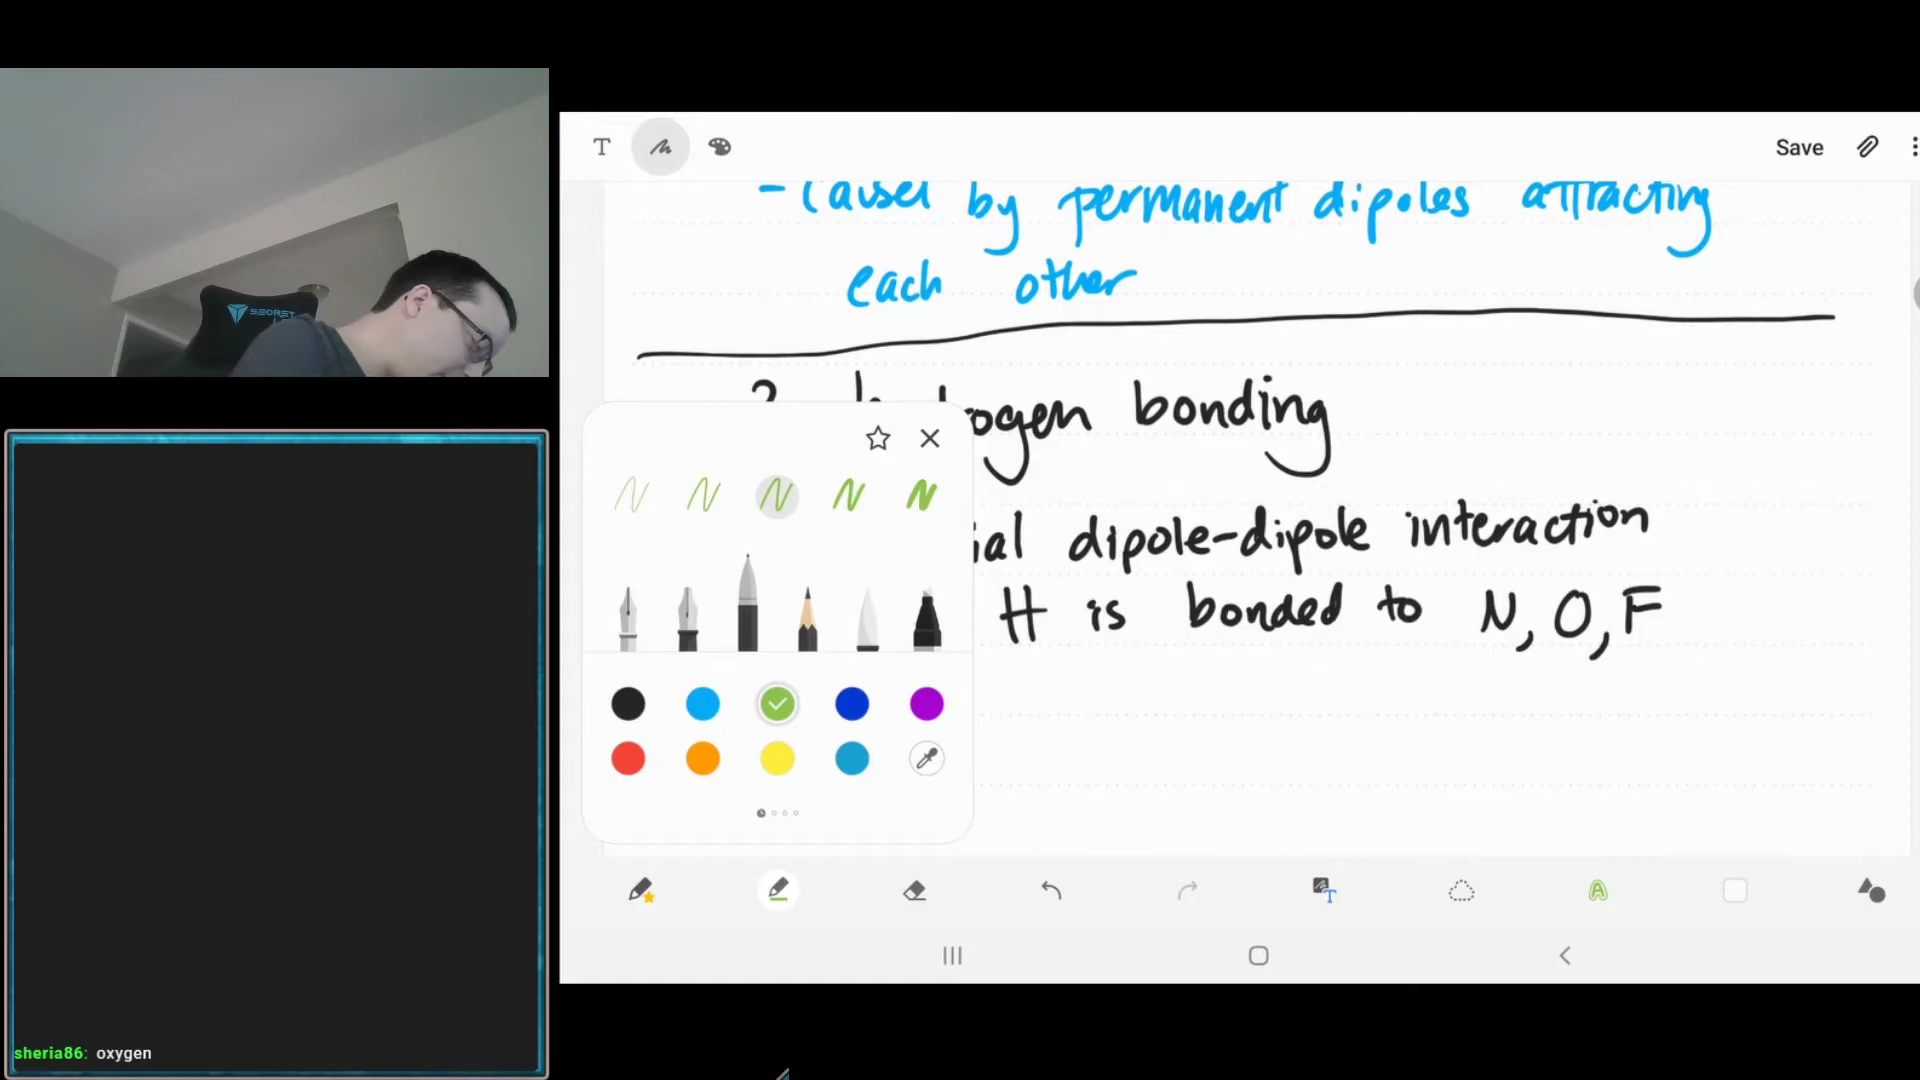 Save
- Caused by permanent dipoles attracting
each other
ogen bonding
ial dipole-dipole interaction
H is bonded to N, O, F
SECRET
sheria86: oxygen